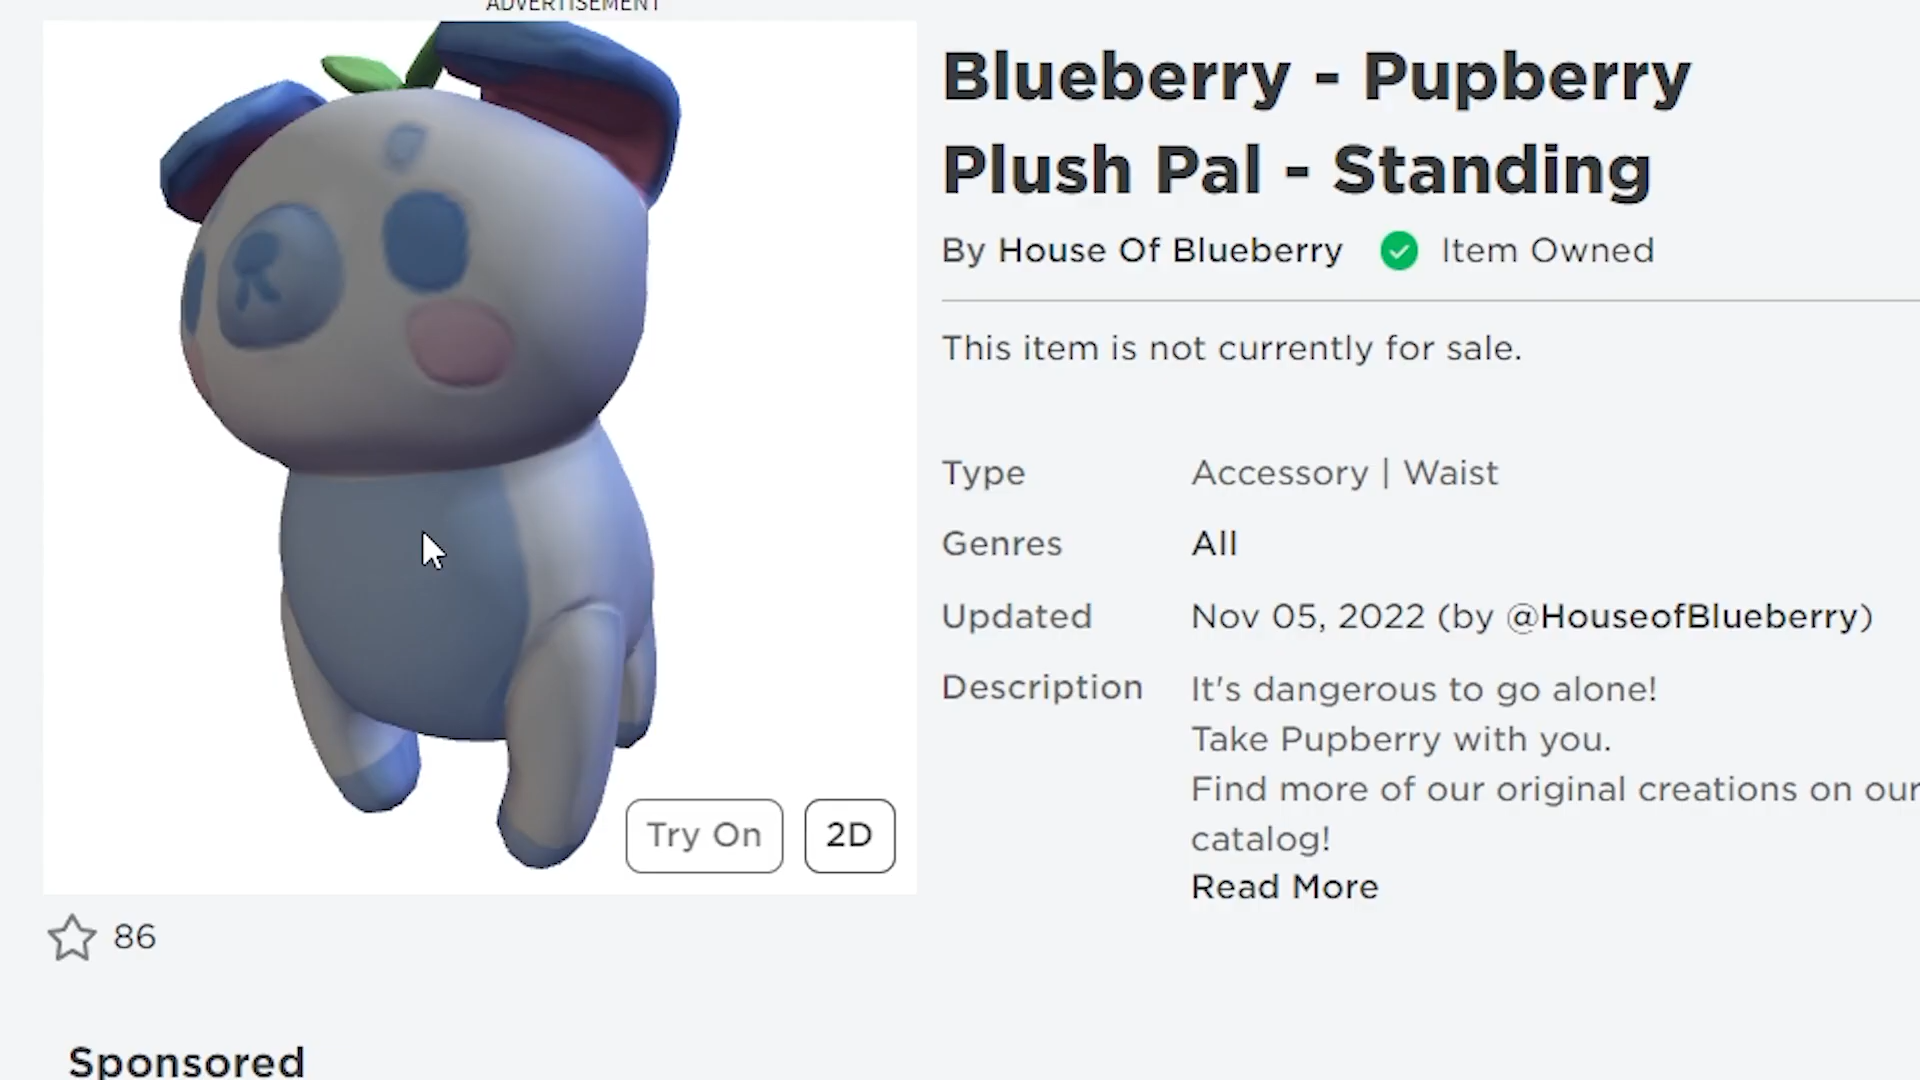 ADVERTISEMENT
Blueberry - Pupberry
Plush Pal - Standing
By House Of Blueberry Item Owned
This item is not currently for sale.
Type Accessory | Waist
Genres All
Updated Nov 05, 2022 (by @HouseofBlueberry)
Description It's dangerous to go alone!
Take Pupberry with you.
Find more of our original creations on our
catalog!
Read More
Try On 2D
86
Sponsored